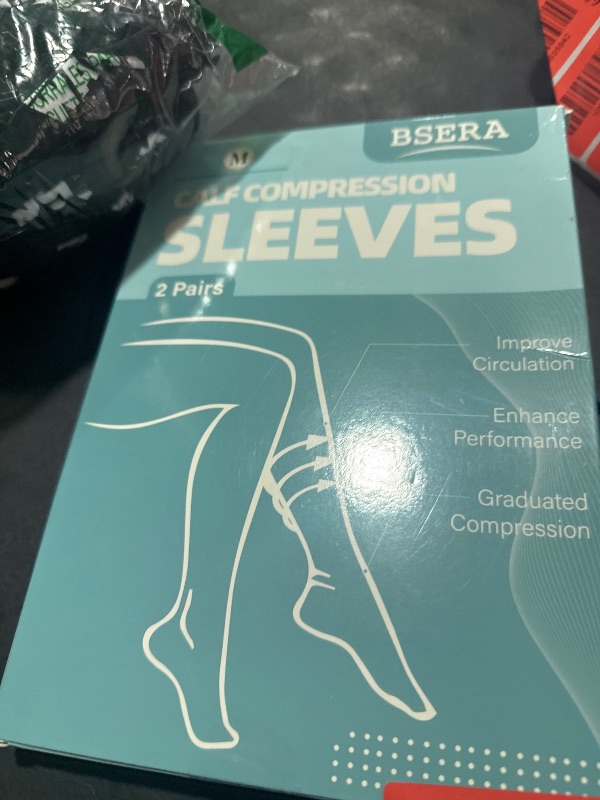 BSERA
M
CALF COMPRESSION
SLEEVES
2 Pairs
Improve
Circulation
Enhance
Performance
Graduated
Compression